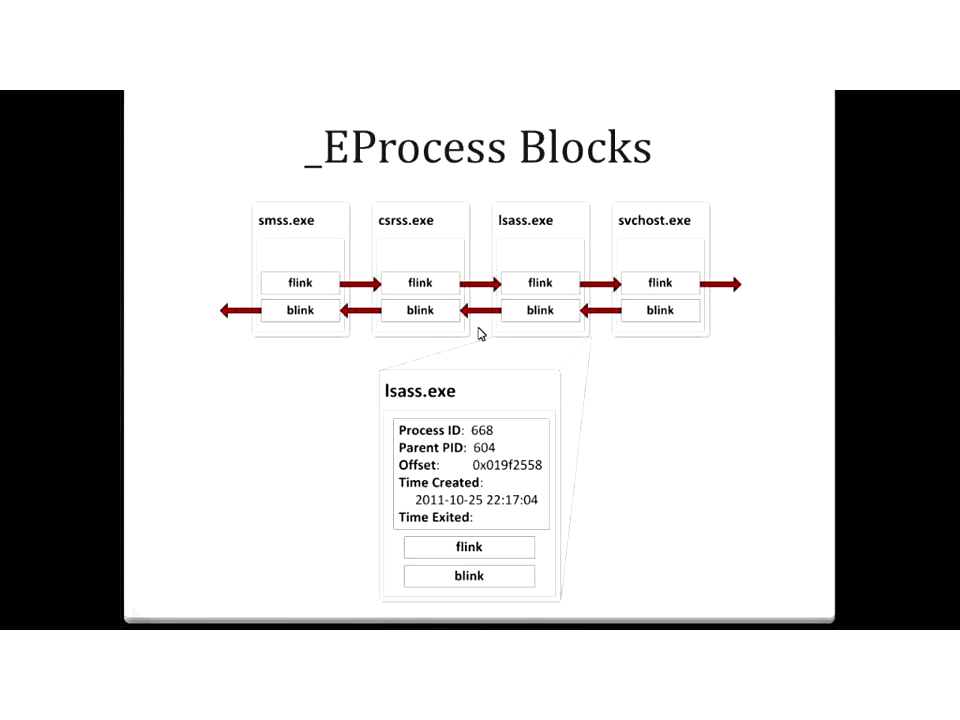 _EProcess Blocks
smss.exe csrss.exe lsass.exe svchost.exe
flink flink flink flink
blink blink blink blink
lsass.exe
Process ID: 668
Parent PID: 604
Offset: 0x019f2558
Time Created:
2011-10-25 22:17:04
Time Exited:
flink
blink